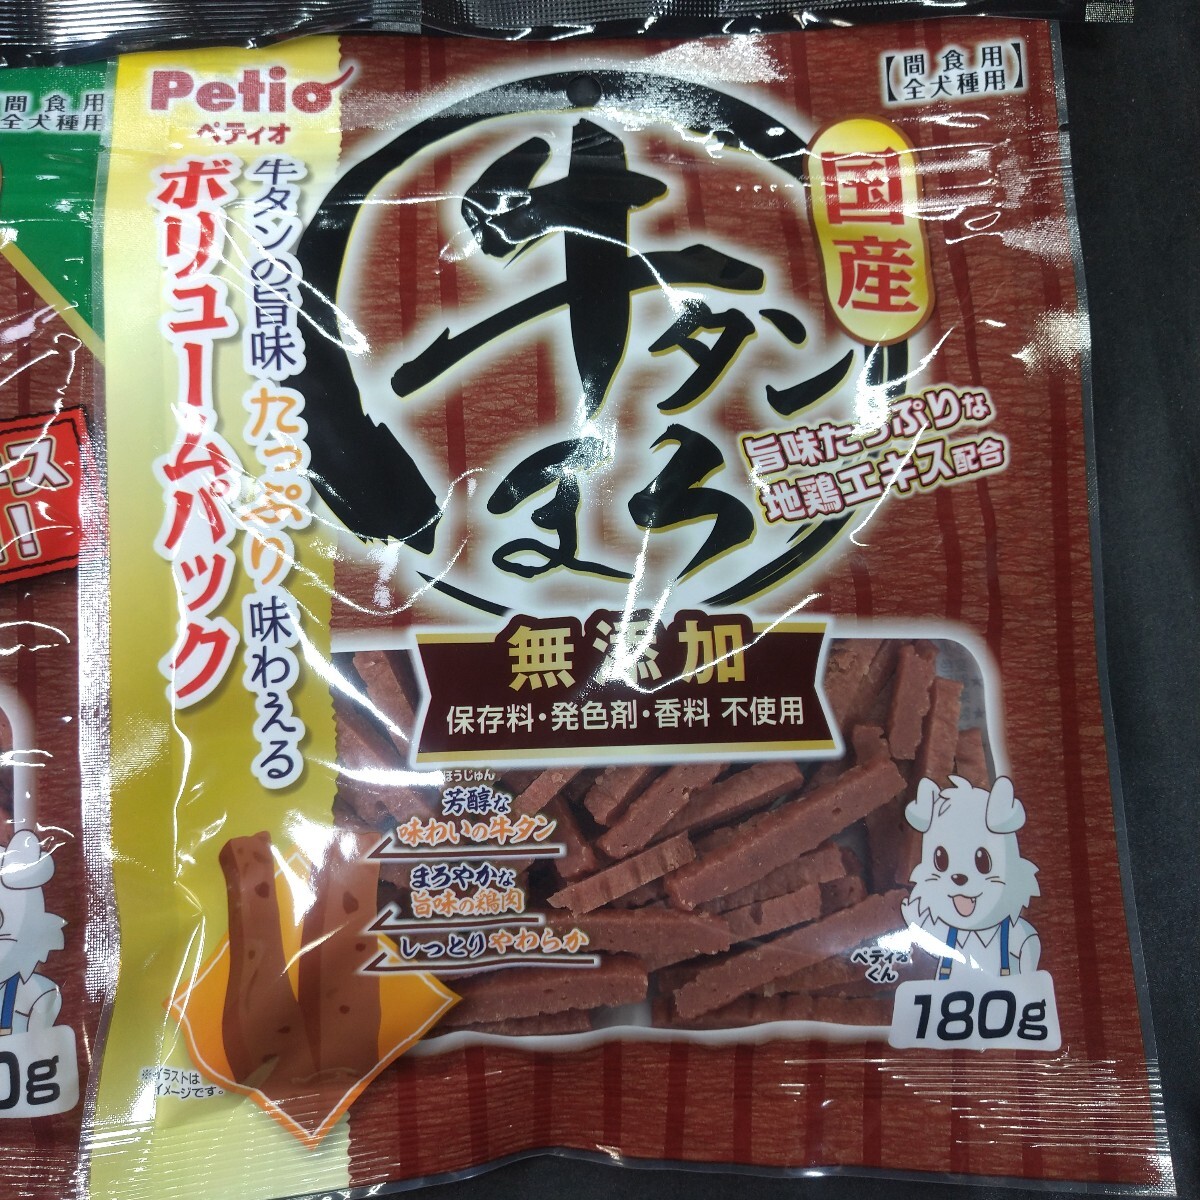 間食用
全犬種用
ース
!
0g
Petio
ペティオ
牛タンの旨味たっぷり味わえる
ボリュームパック
【間食用
全犬種用】
国産
牛タン
ほろ
旨味たっぷりな
地鶏エキス配合
無添加
保存料・発色剤・香料 不使用
ほうじゅん
芳醇な
味わいの牛タン
まろやかな
旨味の鶏肉
しっとりやわらか
ペティオ
くん
180g
※イラストは
イメージです。